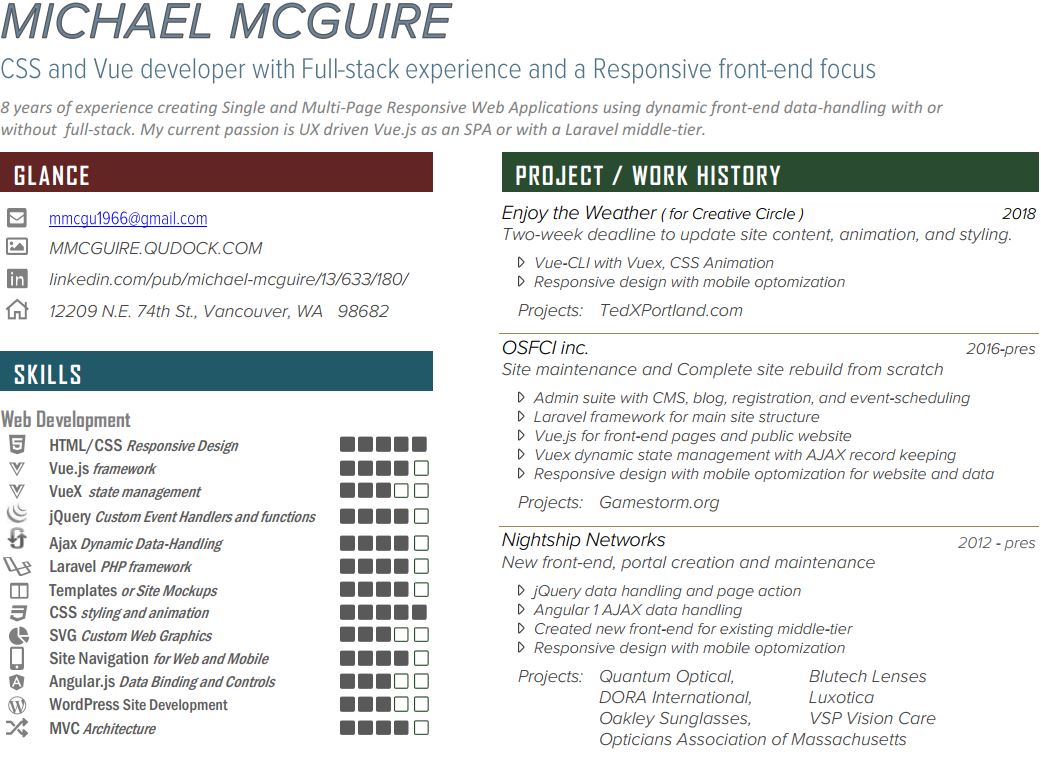 MICHAEL MCGUIRE
CSS and Vue developer with Full-stack experience and a Responsive front-end focus
8 years of experience creating Single and Multi-Page Responsive Web Applications using dynamic front-end data-handling with or
without full-stack. My current passion is UX driven Vue.js as an SPA or with a Laravel middle-tier.
GLANCE
mmcgu1966@gmail.com
MMCGUIRE.QUDOCK.COM
linkedin.com/pub/michael-mcguire/13/633/180/
12209 N.E. 74th St., Vancouver, WA 98682
SKILLS
Web Development
HTML/CSS Responsive Design
Vue.js framework
VueX state management
jQuery Custom Event Handlers and functions
Ajax Dynamic Data-Handling
Laravel PHP framework
Templates or Site Mockups
CSS styling and animation
SVG Custom Web Graphics
Site Navigation for Web and Mobile
Angular.js Data Binding and Controls
WordPress Site Development
MVC Architecture
PROJECT / WORK HISTORY
Enjoy the Weather ( for Creative Circle ) 2018
Two-week deadline to update site content, animation, and styling.
Vue-CLI with Vuex, CSS Animation
Responsive design with mobile optomization
Projects: TedXPortland.com
OSFCI inc. 2016-pres
Site maintenance and Complete site rebuild from scratch
Admin suite with CMS, blog, registration, and event-scheduling
Laravel framework for main site structure
Vue.js for front-end pages and public website
Vuex dynamic state management with AJAX record keeping
Responsive design with mobile optomization for website and data
Projects: Gamestorm.org
Nightship Networks 2012 - pres
New front-end, portal creation and maintenance
jQuery data handling and page action
Angular 1 AJAX data handling
Created new front-end for existing middle-tier
Responsive design with mobile optomization
Projects: Quantum Optical, Blutech Lenses
DORA International, Luxotica
Oakley Sunglasses, VSP Vision Care
Opticians Association of Massachusetts